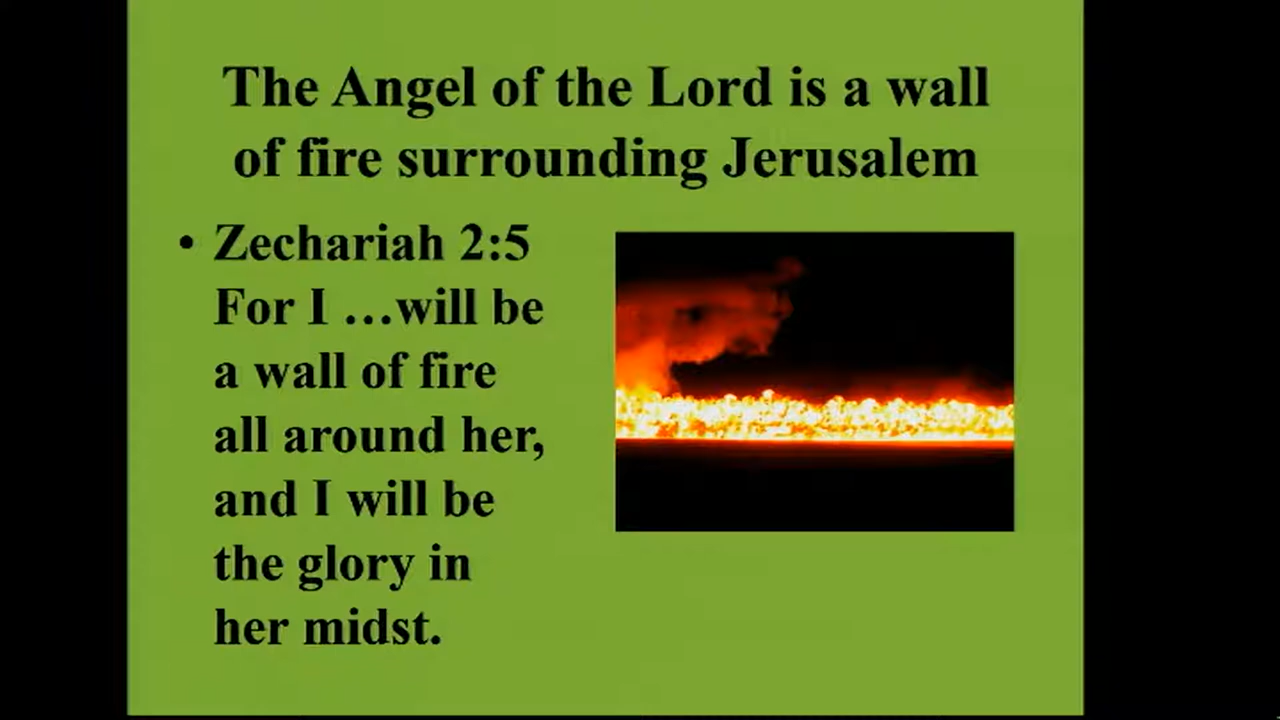 The Angel of the Lord is a wall
of fire surrounding Jerusalem
• Zechariah 2:5
For I …will be
a wall of fire
all around her,
and I will be
the glory in
her midst.